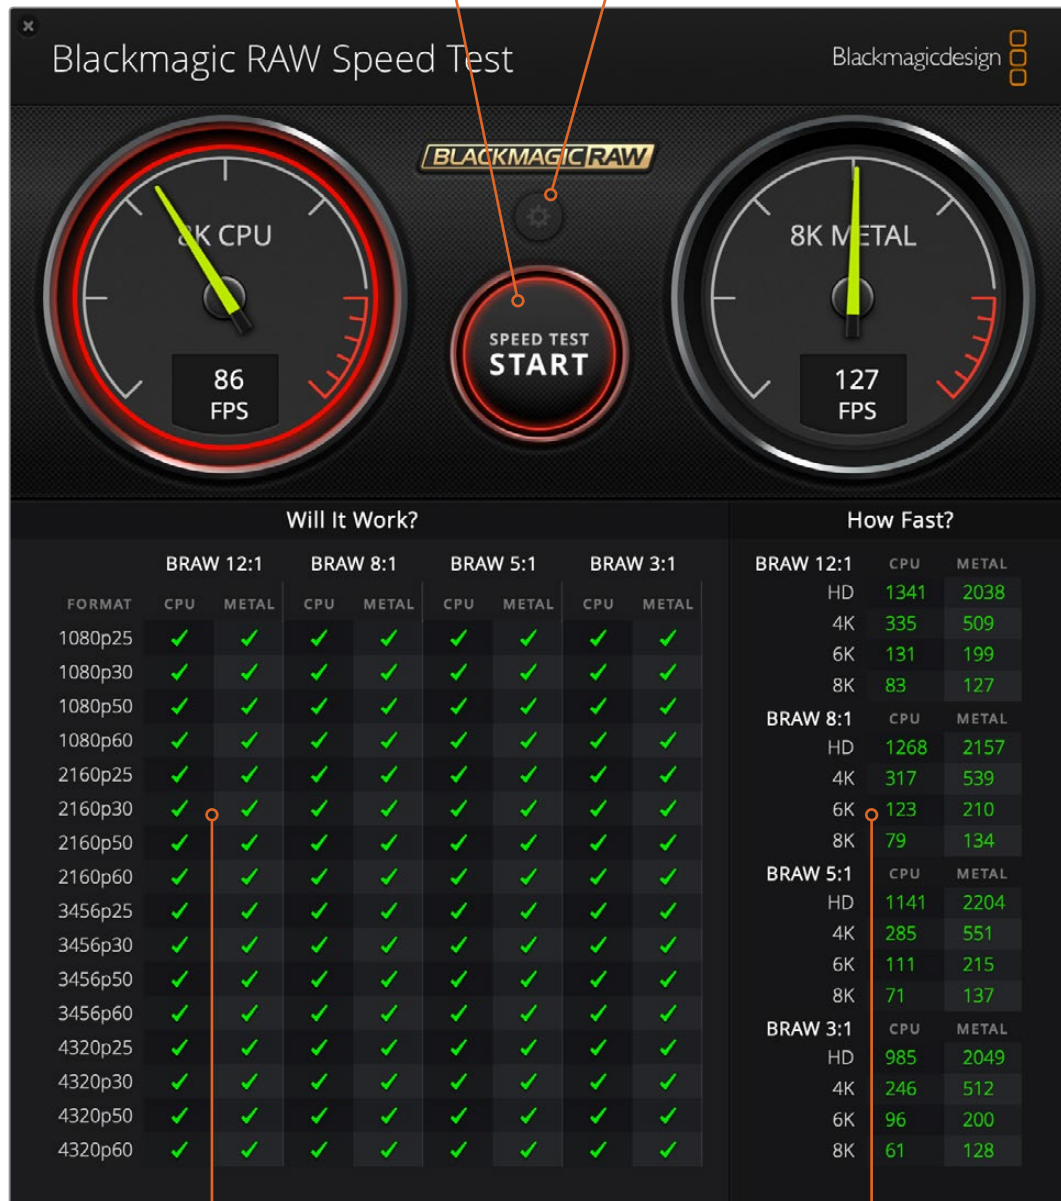 Blackmagic RAW Speed Test
Blackmagicdesign
BLACKMAGIC RAW
8K CPU
86
FPS
SPEED TEST
START
8K METAL
127
FPS
Will It Work?
BRAW 12:1 BRAW 8:1 BRAW 5:1 BRAW 3:1
FORMAT CPU METAL CPU METAL CPU METAL CPU METAL
1080p25 ✓ ✓ ✓ ✓ ✓ ✓ ✓ ✓
1080p30 ✓ ✓ ✓ ✓ ✓ ✓ ✓ ✓
1080p50 ✓ ✓ ✓ ✓ ✓ ✓ ✓ ✓
1080p60 ✓ ✓ ✓ ✓ ✓ ✓ ✓ ✓
2160p25 ✓ ✓ ✓ ✓ ✓ ✓ ✓ ✓
2160p30 ✓ ✓ ✓ ✓ ✓ ✓ ✓ ✓
2160p50 ✓ ✓ ✓ ✓ ✓ ✓ ✓ ✓
2160p60 ✓ ✓ ✓ ✓ ✓ ✓ ✓ ✓
3456p25 ✓ ✓ ✓ ✓ ✓ ✓ ✓ ✓
3456p30 ✓ ✓ ✓ ✓ ✓ ✓ ✓ ✓
3456p50 ✓ ✓ ✓ ✓ ✓ ✓ ✓ ✓
3456p60 ✓ ✓ ✓ ✓ ✓ ✓ ✓ ✓
4320p25 ✓ ✓ ✓ ✓ ✓ ✓ ✓ ✓
4320p30 ✓ ✓ ✓ ✓ ✓ ✓ ✓ ✓
4320p50 ✓ ✓ ✓ ✓ ✓ ✓ ✓ ✓
4320p60 ✓ ✓ ✓ ✓ ✓ ✓ ✓ ✓
How Fast?
BRAW 12:1 CPU METAL
HD 1341 2038
4K 335 509
6K 131 199
8K 83 127
BRAW 8:1 CPU METAL
HD 1268 2157
4K 317 539
6K 123 210
8K 79 134
BRAW 5:1 CPU METAL
HD 1141 2204
4K 285 551
6K 111 215
8K 71 137
BRAW 3:1 CPU METAL
HD 985 2049
4K 246 512
6K 96 200
8K 61 128